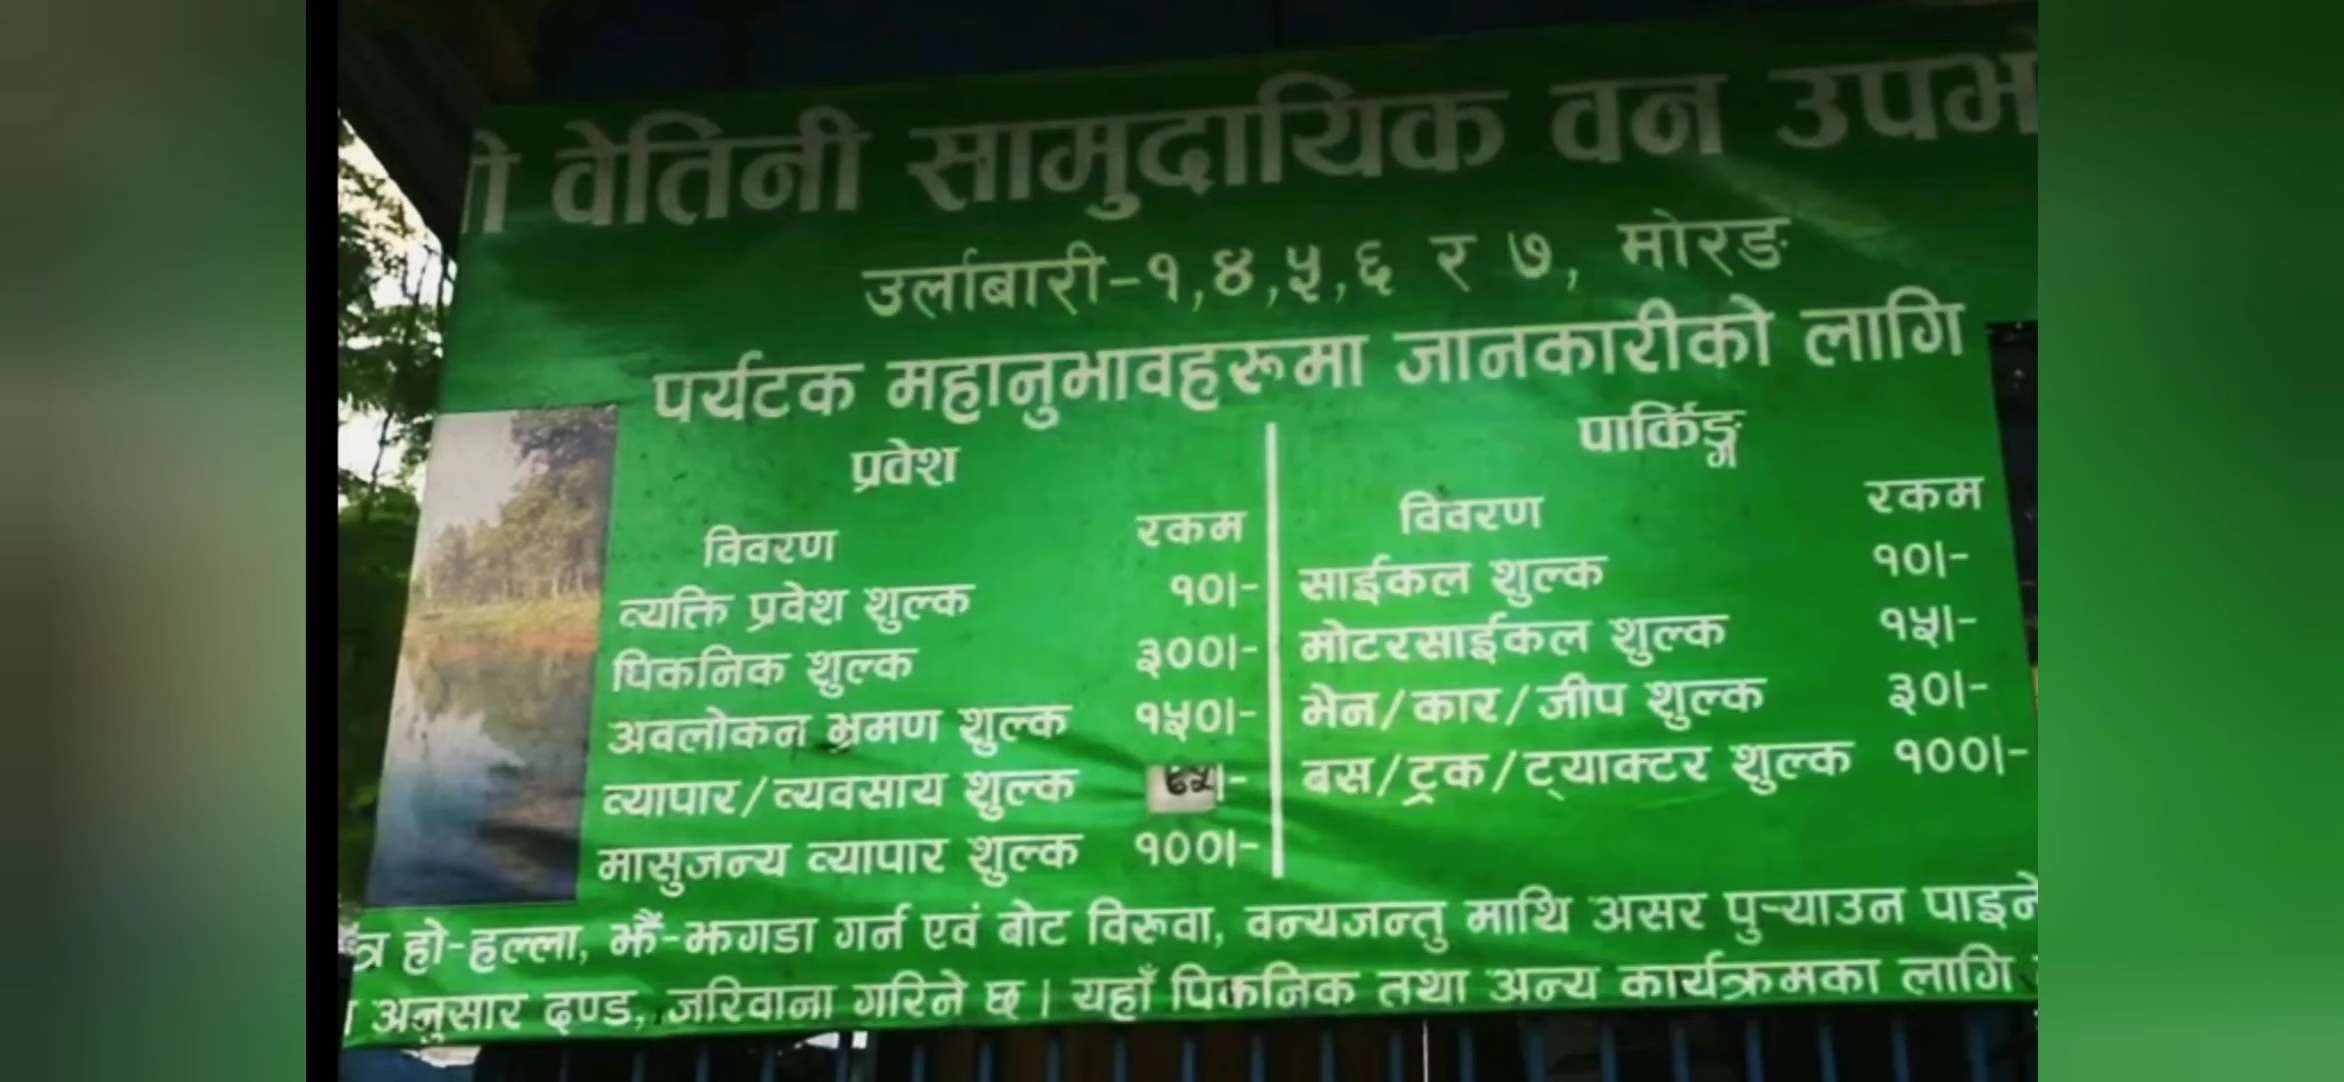 वेतिनी सामुदायिक वन
उर्लाबारी-१,४,५,६ र ७, मोरङ
पर्यटक महानुभावहरूमा जानकारीको लागि
प्रवेश
विवरण रकम
व्यक्ति प्रवेश शुल्क १०।-
पिकनिक शुल्क ३००।-
अवलोकन भ्रमण शुल्क १५०।-
व्यापार/व्यवसाय शुल्क
मासुजन्य व्यापार शुल्क १००।-
पार्किङ्ग
विवरण रकम
साईकल शुल्क १०।-
मोटरसाईकल शुल्क १५।-
भेन/कार/जीप शुल्क ३०।-
बस/ट्रक/ट्याक्टर शुल्क १००।-
हो-हल्ला, झैं-झगडा गर्न एवं बोट विरूवा, वन्यजन्तु माथि असर पुऱ्याउन पाइने
अनुसार दण्ड, जरिवाना गरिने छ । यहाँ पिकनिक तथा अन्य कार्यक्रमका लागि